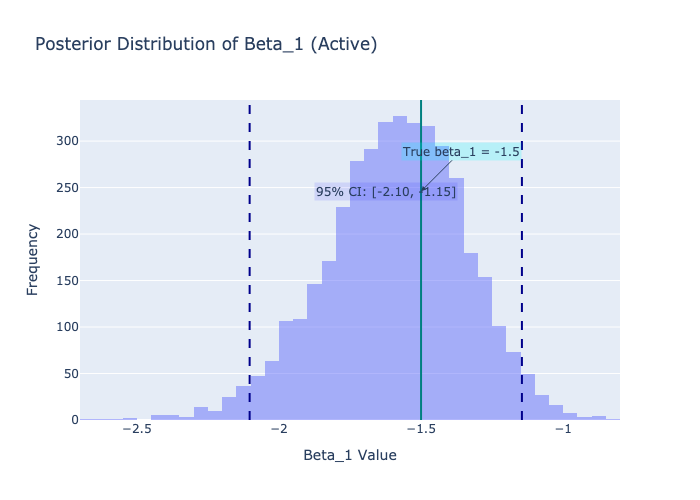 Posterior Distribution of Beta_1 (Active)
300
True beta_1 = -1.5
250
95% CI: [-2.10, -1.15]
200
150
100
50
0
Frequency
−2.5
−2
−1.5
−1
Beta_1 Value